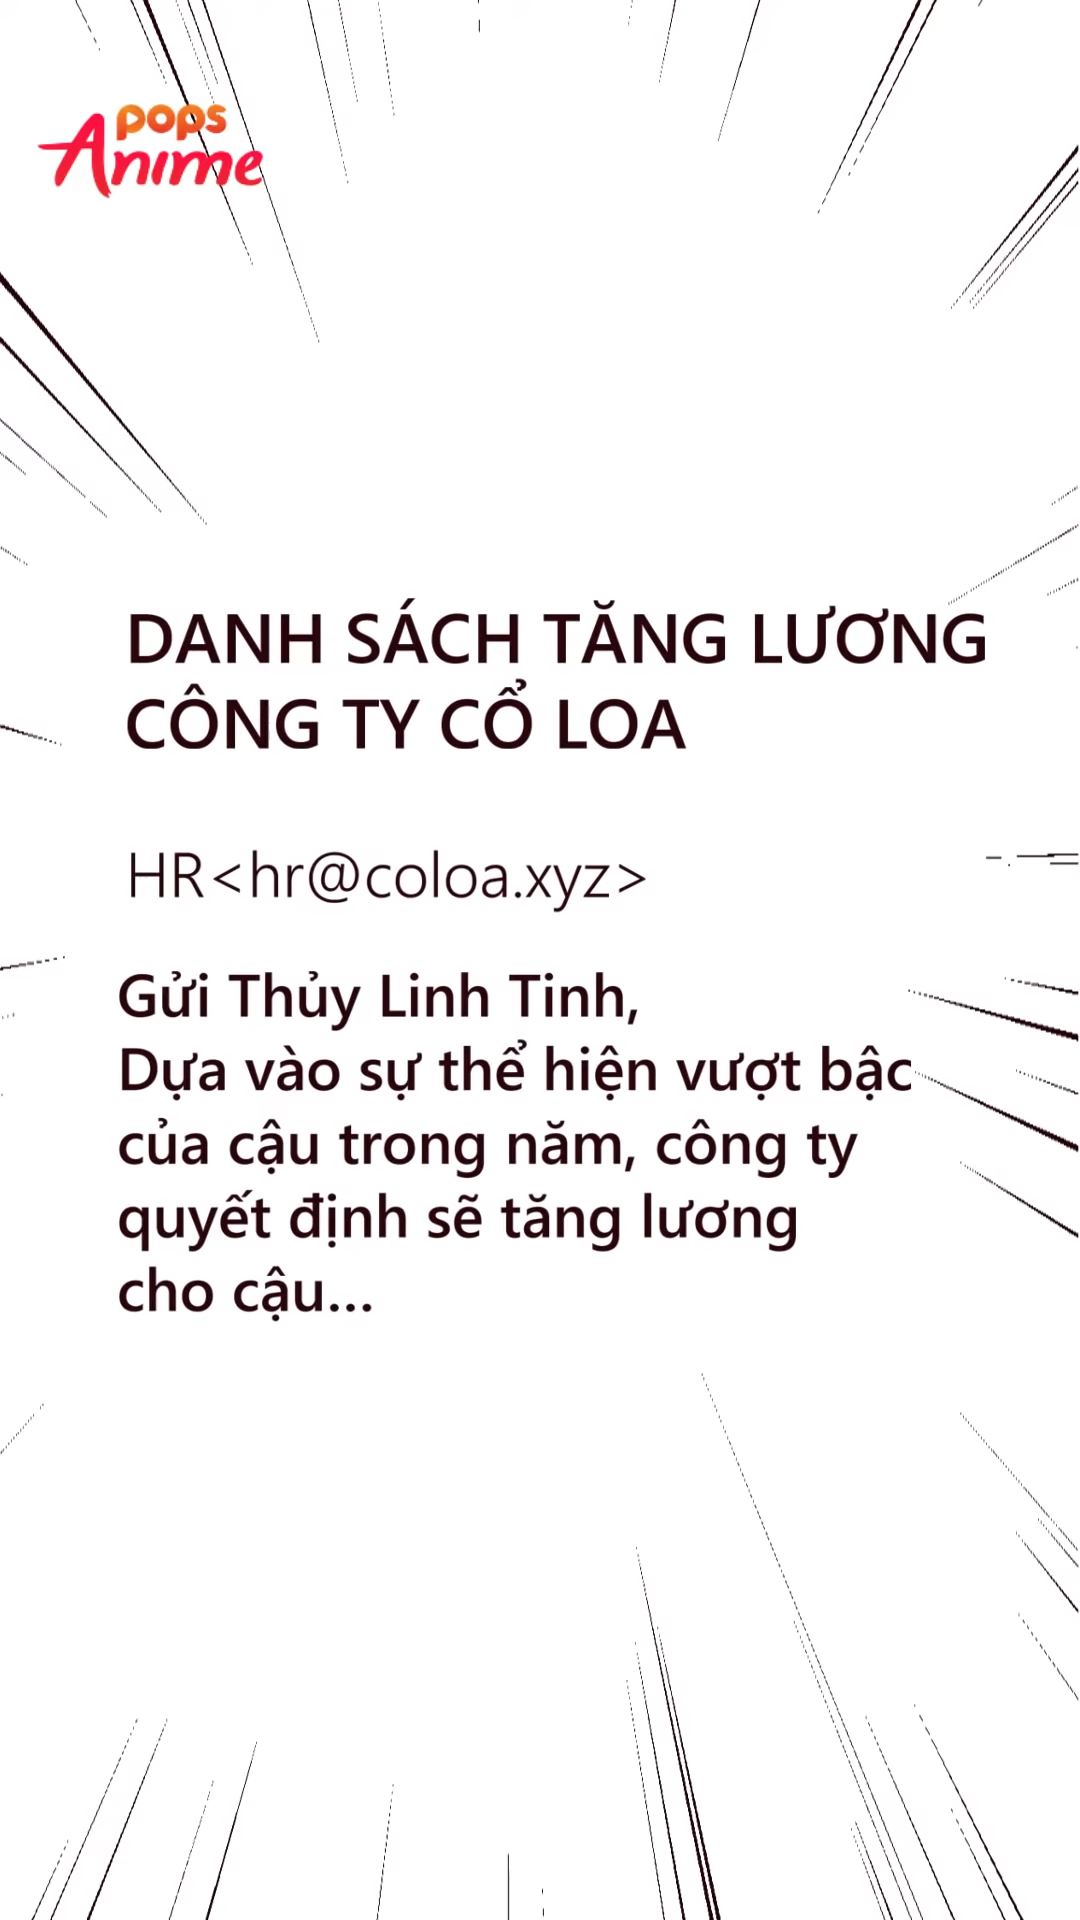 pops
Anime
DANH SÁCH TĂNG LƯƠNG
CÔNG TY CỔ LOA
HR<hr@coloa.xyz>
Gửi Thủy Linh Tinh,
Dựa vào sự thể hiện vượt bậc
của cậu trong năm, công ty
quyết định sẽ tăng lương
cho cậu...